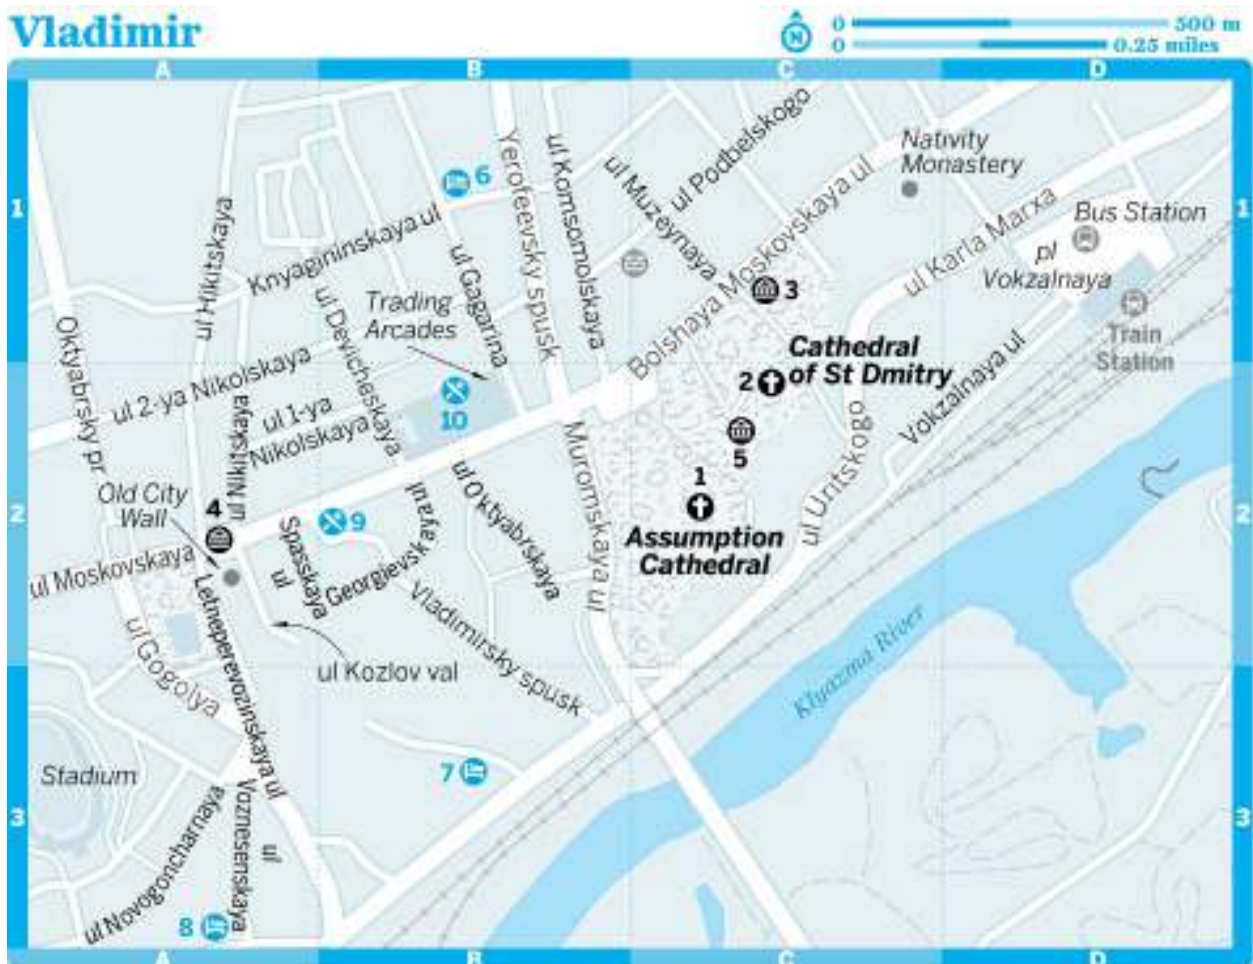 Vladimir
0
500 m
0
0.25 miles
A
B
C
D
1
1
2
2
3
3
A
B
C
D
Nativity
Monastery
Bus Station
pl
Vokzalnaya
Train
Station
ul Podbelskogo
ul Muzeynaya
ul Komsomolskaya
Yerofeevsky spusk
6
Knyagininskaya ul
ul Gagarina
Bolshaya Moskovskaya ul
ul Karla Marxa
3
Trading
Arcades
ul Devicheskaya
Oktyabrsky pr
ul 2-ya Nikolskaya
ul 1-ya
Nikolskaya
ul Nikitskaya
10
Cathedral
of St Dmitry
2
5
1
Assumption
Cathedral
Vokzalnaya ul
ul Uritskogo
Muromskaya ul
ul Oktyabrskaya
Old City
Wall
4
9
ul Moskovskaya
Spasskaya
ul
Georgievskaya ul
Vladimirsky spusk
ul Kozlov val
ul Gogolya
Letneperevozinskaya ul
Klyazma River
Stadium
7
ul Novogoncharnaya
Voznesenskaya
ul
8